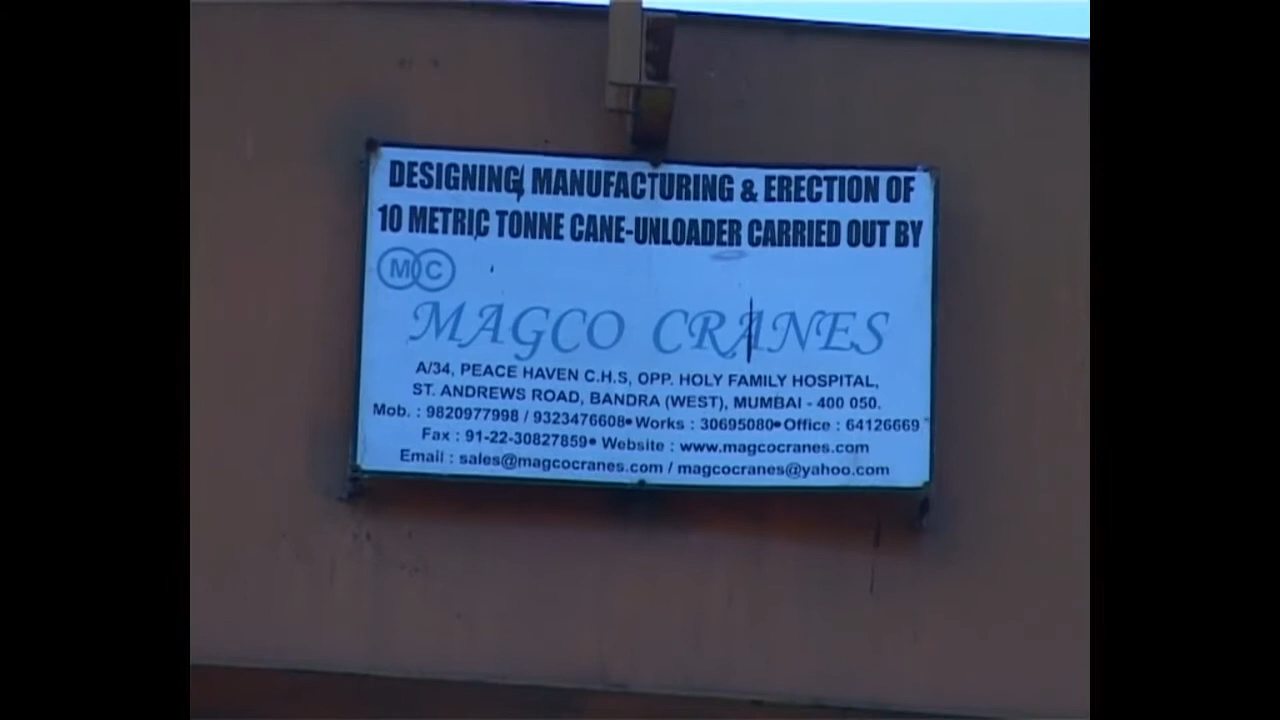 DESIGNING, MANUFACTURING & ERECTION OF
10 METRIC TONNE CANE-UNLOADER CARRIED OUT BY
MC
MAGCO CRANES
A/34, PEACE HAVEN C.H.S, OPP. HOLY FAMILY HOSPITAL,
ST. ANDREWS ROAD, BANDRA (WEST), MUMBAI - 400 050.
Mob. : 9820977998 / 9323476608• Works : 30695080• Office : 64126669
Fax : 91-22-30827859• Website : www.magcocranes.com
Email : sales@magcocranes.com / magcocranes@yahoo.com